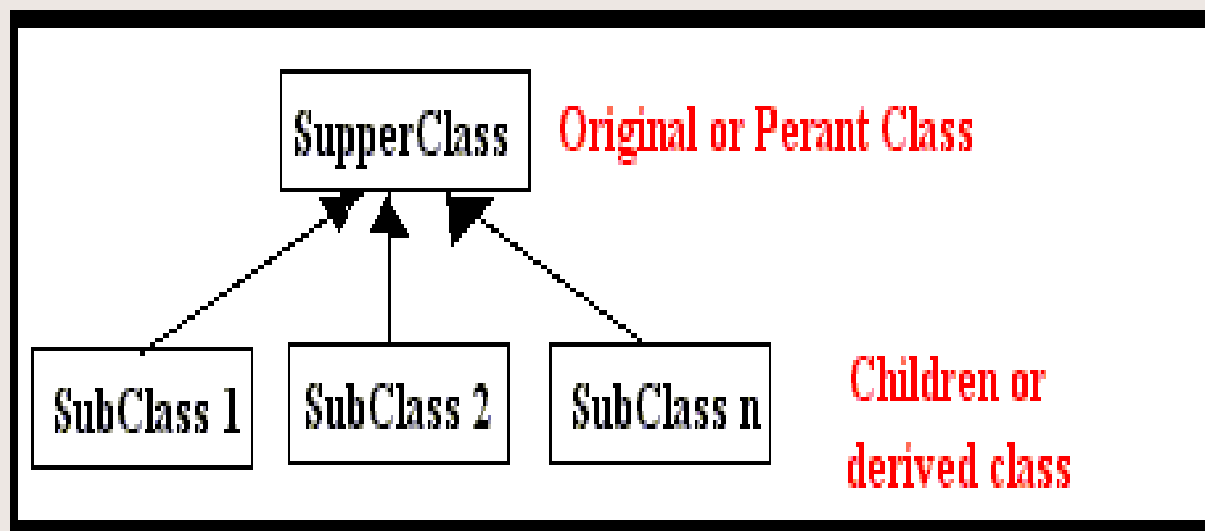 SupperClass
Original or Perant Class
SubClass 1
SubClass 2
SubClass n
Children or
derived class